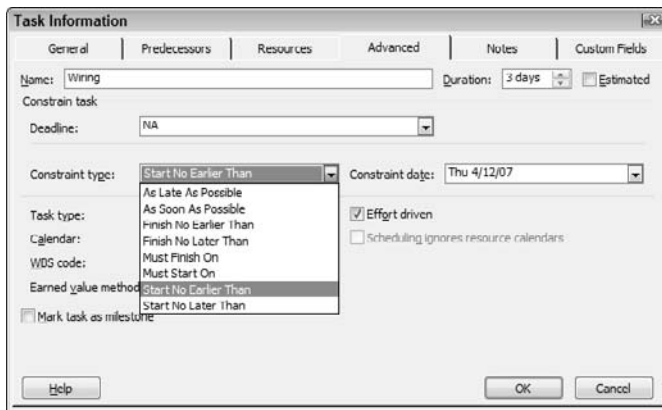 Task Information
General Predecessors Resources Advanced Notes Custom Fields
Name: Wiring Duration: 3 days Estimated
Constrain task
Deadline: NA
Constraint type: Start No Earlier Than Constraint date: Thu 4/12/07
As Late As Possible
As Soon As Possible
Task type: Effort driven
Finish No Earlier Than
Calendar: Finish No Later Than Scheduling ignores resource calendars
Must Finish On
WBS code: Must Start On
Earned value method Start No Earlier Than
Start No Later Than
Mark task as milestone
Help OK Cancel